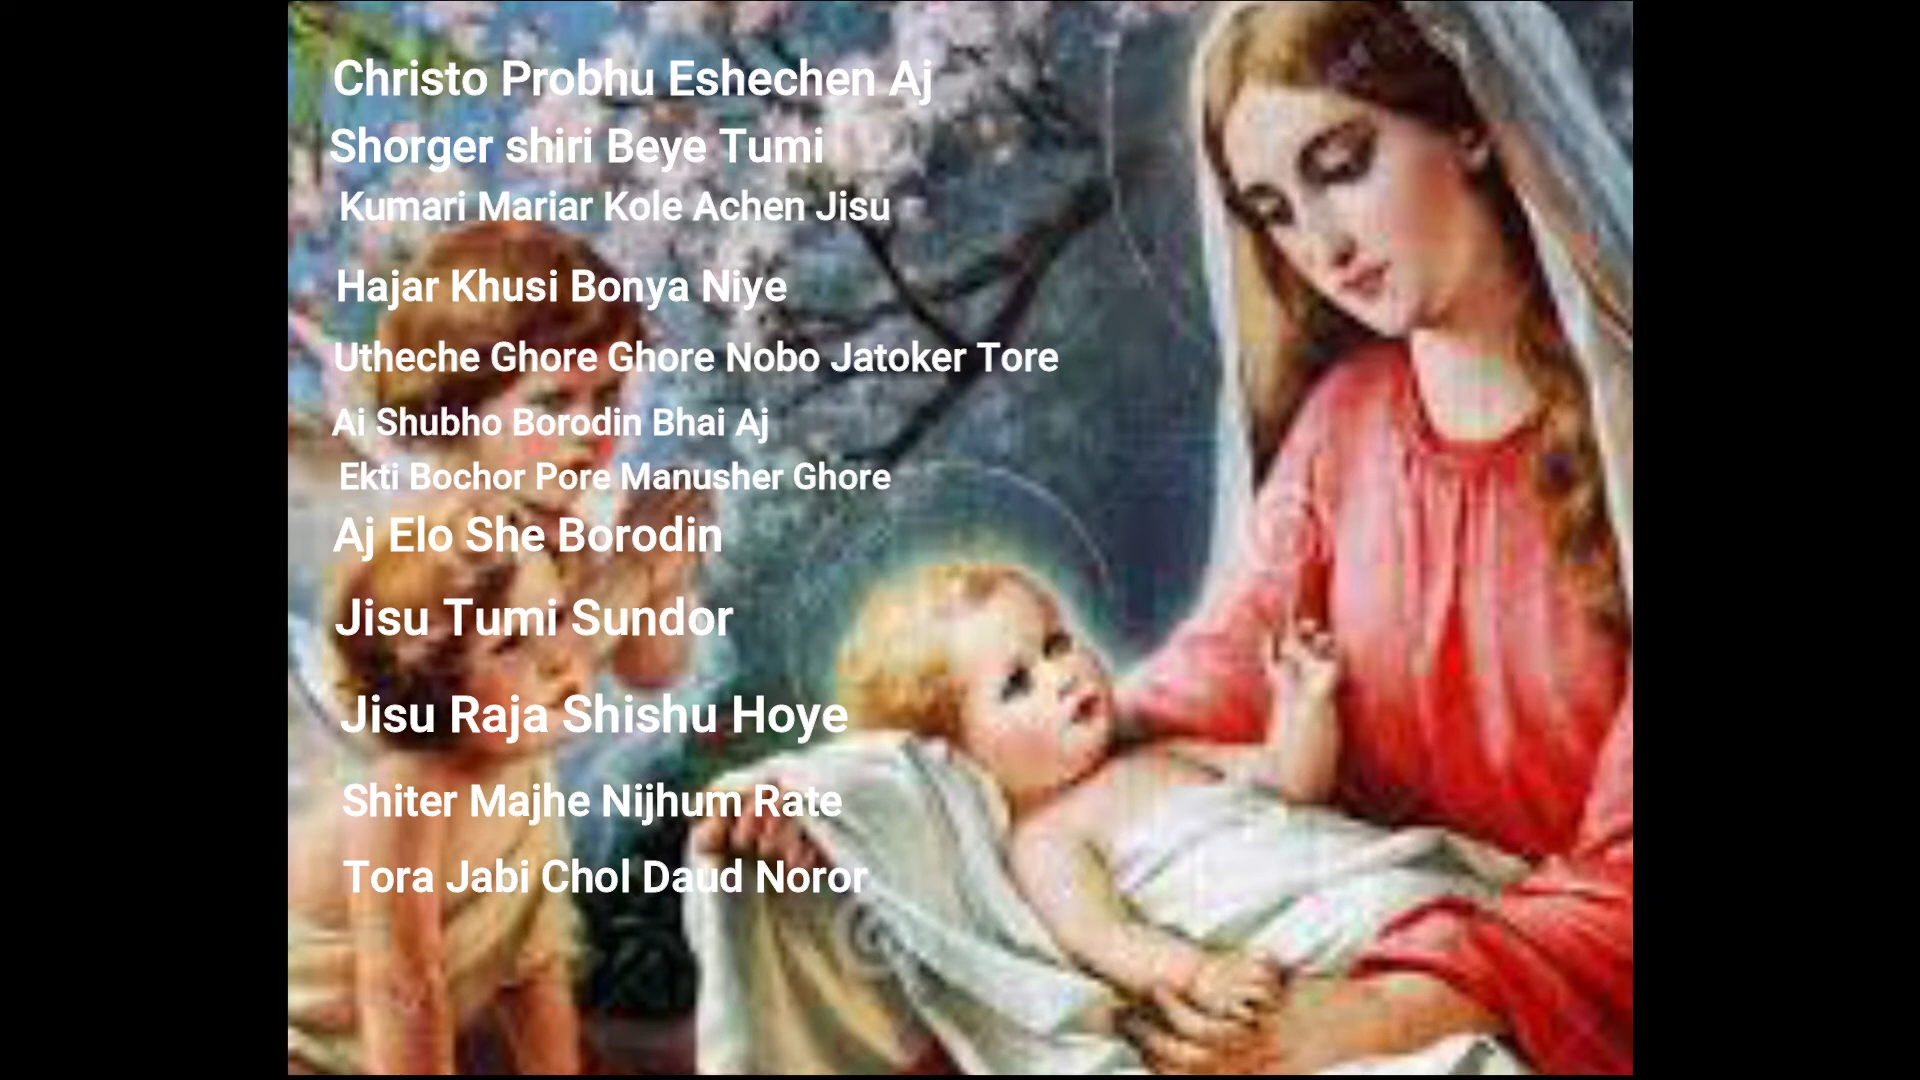 Christo Probhu Eshechen Aj
Shorger shiri Beye Tumi
Kumari Mariar Kole Achen Jisu
Hajar Khusi Bonya Niye
Utheche Ghore Ghore Nobo Jatoker Tore
Ai Shubho Borodin Bhai Aj
Ekti Bochor Pore Manusher Ghore
Aj Elo She Borodin
Jisu Tumi Sundor
Jisu Raja Shishu Hoye
Shiter Majhe Nijhum Rate
Tora Jabi Chol Daud Noror